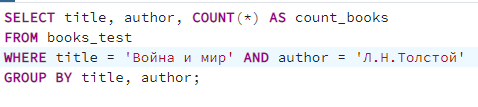 SELECT title, author, COUNT(*) AS count_books
FROM books_test
WHERE title = 'Война и мир' AND author = 'Л.Н.Толстой'
GROUP BY title, author;